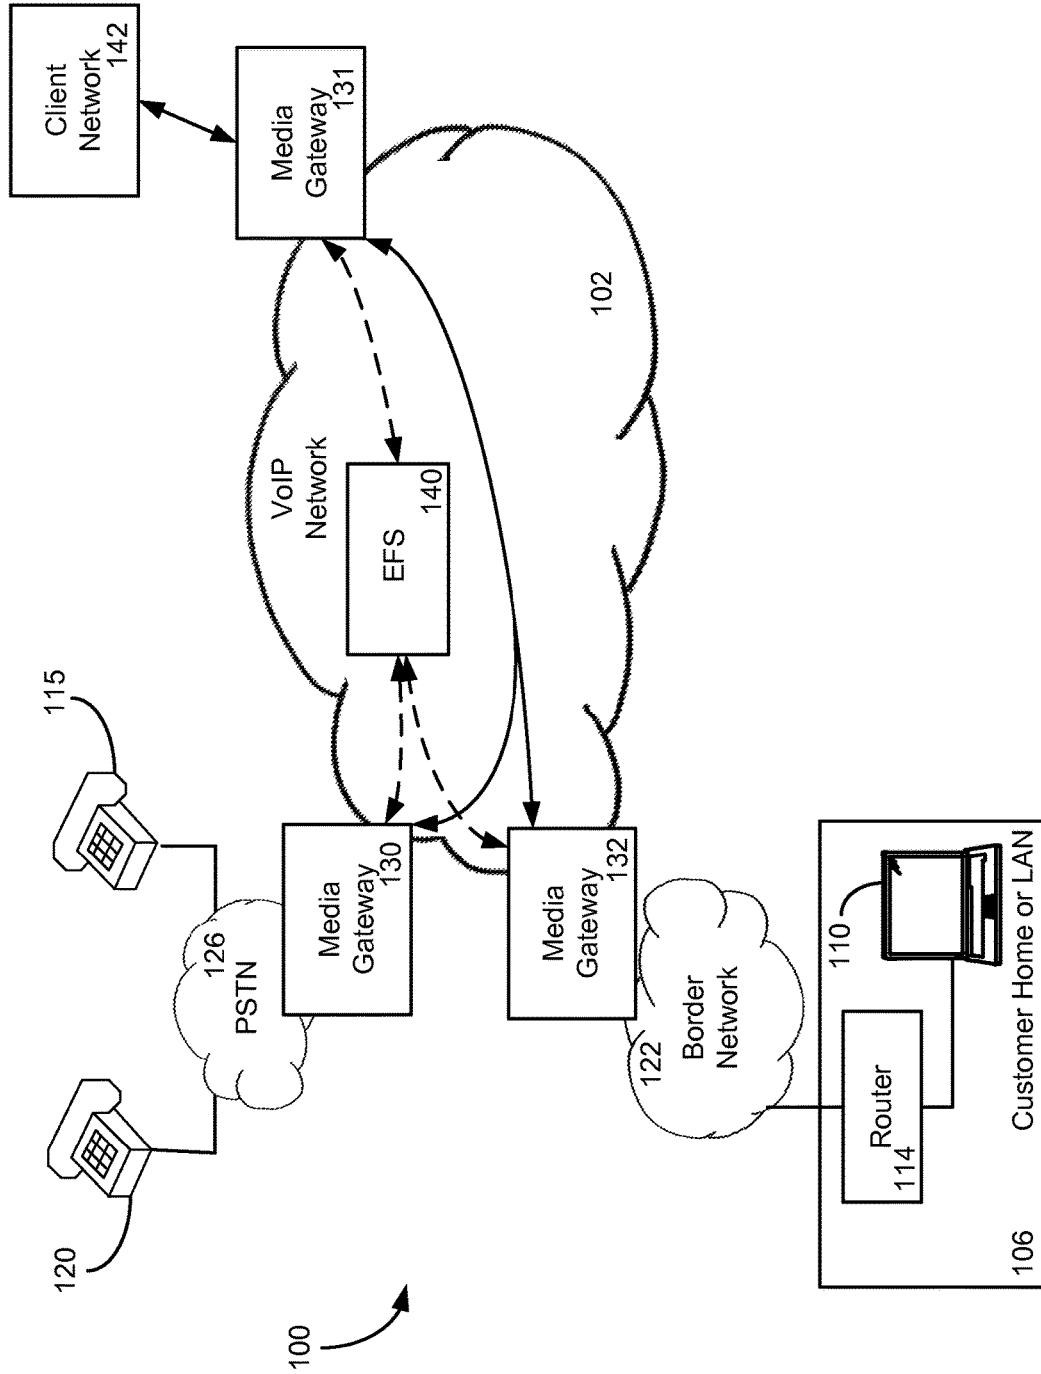 120
115
Client
Network
142
126
PSTN
Media
Gateway
131
Media
Gateway
130
VoIP
Network
EFS
140
100
Media
Gateway
132
102
122
Border
Network
110
Router
114
106
Customer Home or LAN